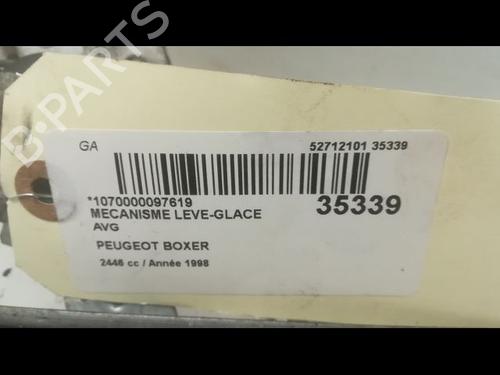 B-PARTS
GA
52712101 35339
*1070000097619
35339
MECANISME LEVE-GLACE
AVG
PEUGEOT BOXER
2446 cc / Année 1998